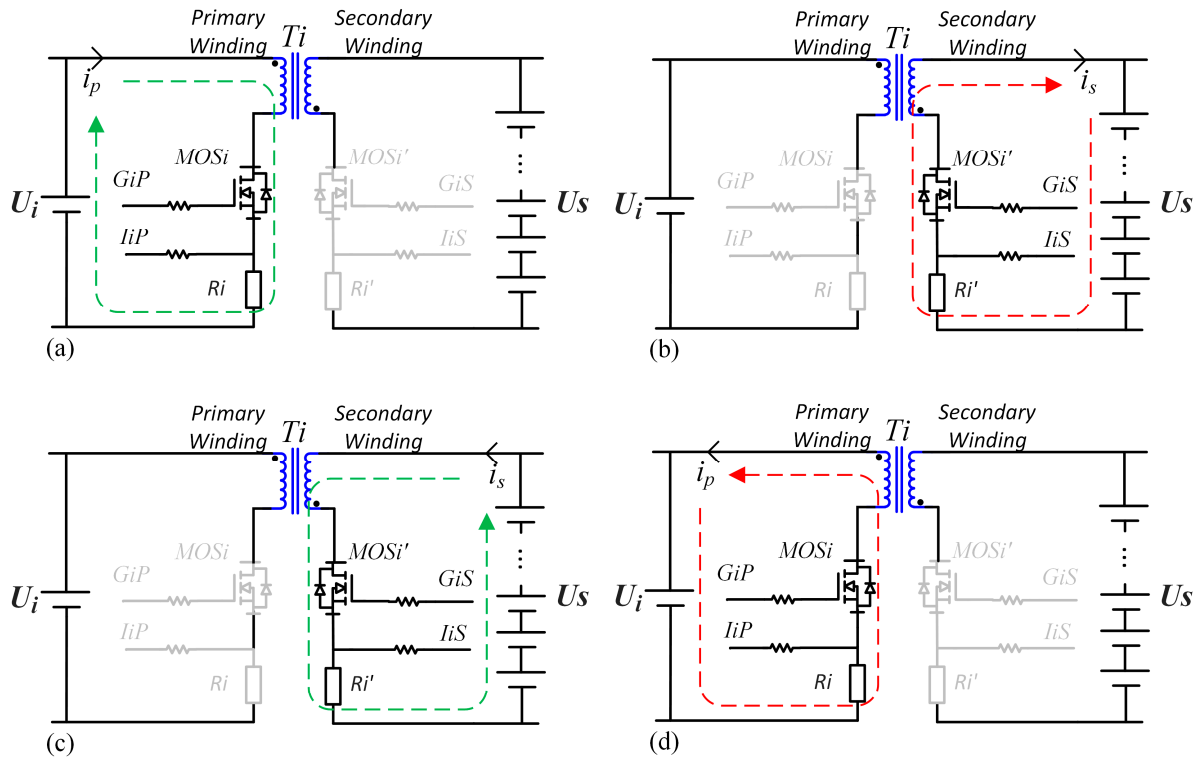 Primary
Winding
Ti
Secondary
Winding
ip
MOSi
MOSi'
GiP
GiS
Ui
Us
IiP
IiS
Ri
Ri'
(a)
Primary
Winding
Ti
Secondary
Winding
is
MOSi
MOSi'
GiP
GiS
Ui
Us
IiP
IiS
Ri
Ri'
(b)
Primary
Winding
Ti
Secondary
Winding
is
MOSi
MOSi'
GiP
GiS
Ui
Us
IiP
IiS
Ri
Ri'
(c)
Primary
Winding
Ti
Secondary
Winding
ip
MOSi
MOSi'
GiP
GiS
Ui
Us
IiP
IiS
Ri
Ri'
(d)